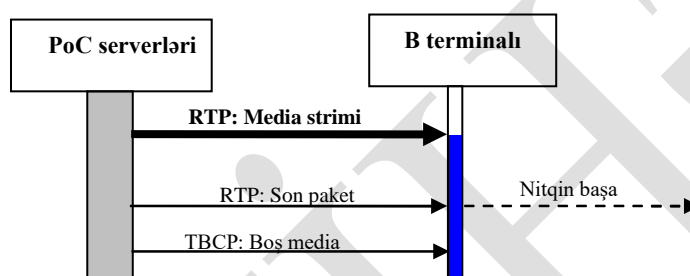 PoC serverləri
B terminalı
RTP: Media strimi
RTP: Son paket
Nitqin başa
TBCP: Boş media